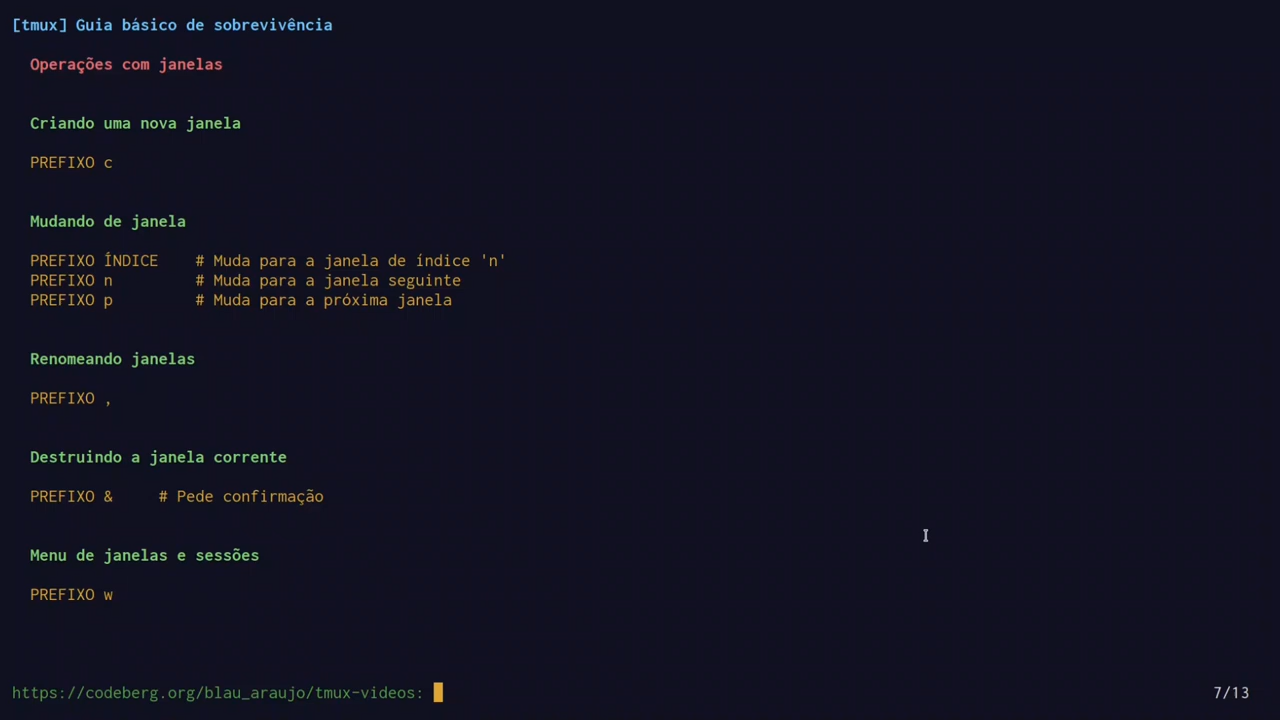 [tmux] Guia básico de sobrevivência
Operações com janelas
Criando uma nova janela
PREFIXO c
Mudando de janela
PREFIXO ÍNDICE    # Muda para a janela de índice 'n'
PREFIXO n         # Muda para a janela seguinte
PREFIXO p         # Muda para a próxima janela
Renomeando janelas
PREFIXO ,
Destruindo a janela corrente
PREFIXO &     # Pede confirmação
Menu de janelas e sessões
PREFIXO w
https://codeberg.org/blau_araujo/tmux-videos: 7/13